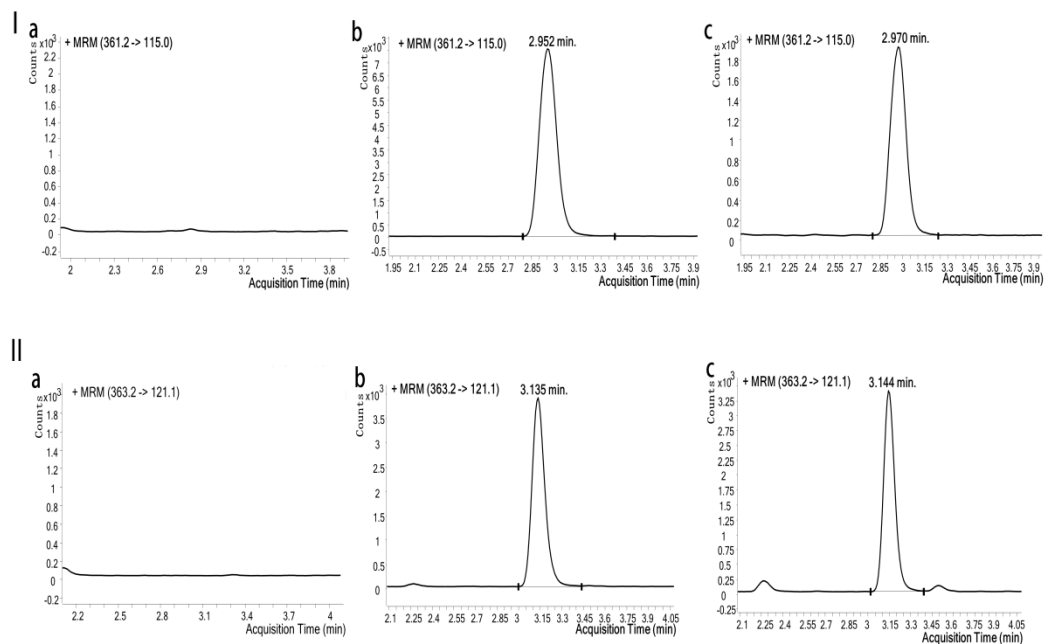 I
a
+ MRM (361.2 -> 115.0)
x10³
Counts
2.2
2
1.8
1.6
1.4
1.2
1
0.8
0.6
0.4
0.2
0
-0.2
2 2.3 2.6 2.9 3.2 3.5 3.8
Acquisition Time (min)
b
+ MRM (361.2 -> 115.0) 2.952 min.
x10³
Counts
7.5
7
6.5
6
5.5
5
4.5
4
3.5
3
2.5
2
1.5
1
0.5
0
1.95 2.1 2.25 2.4 2.55 2.7 2.85 3 3.15 3.3 3.45 3.6 3.75 3.9
Acquisition Time (min)
c
+ MRM (361.2 -> 115.0) 2.970 min.
x10³
Counts
1.8
1.6
1.4
1.2
1
0.8
0.6
0.4
0.2
0
-0.2
1.95 2.1 2.25 2.4 2.55 2.7 2.85 3 3.15 3.3 3.45 3.6 3.75 3.9
Acquisition Time (min)
II
a
+ MRM (363.2 -> 121.1)
x10³
Counts
1.8
1.6
1.4
1.2
1
0.8
0.6
0.4
0.2
0
-0.2
2.2 2.5 2.8 3.1 3.4 3.7 4
Acquisition Time (min)
b
+ MRM (363.2 -> 121.1) 3.135 min.
x10³
Counts
3.5
3
2.5
2
1.5
1
0.5
0
2.1 2.25 2.4 2.55 2.7 2.85 3 3.15 3.3 3.45 3.6 3.75 3.9 4.05
Acquisition Time (min)
c
+ MRM (363.2 -> 121.1) 3.144 min.
x10³
Counts
3.25
3
2.75
2.5
2.25
2
1.75
1.5
1.25
1
0.75
0.5
0.25
0
-0.25
2.1 2.25 2.4 2.55 2.7 2.85 3 3.15 3.3 3.45 3.6 3.75 3.9 4.05
Acquisition Time (min)